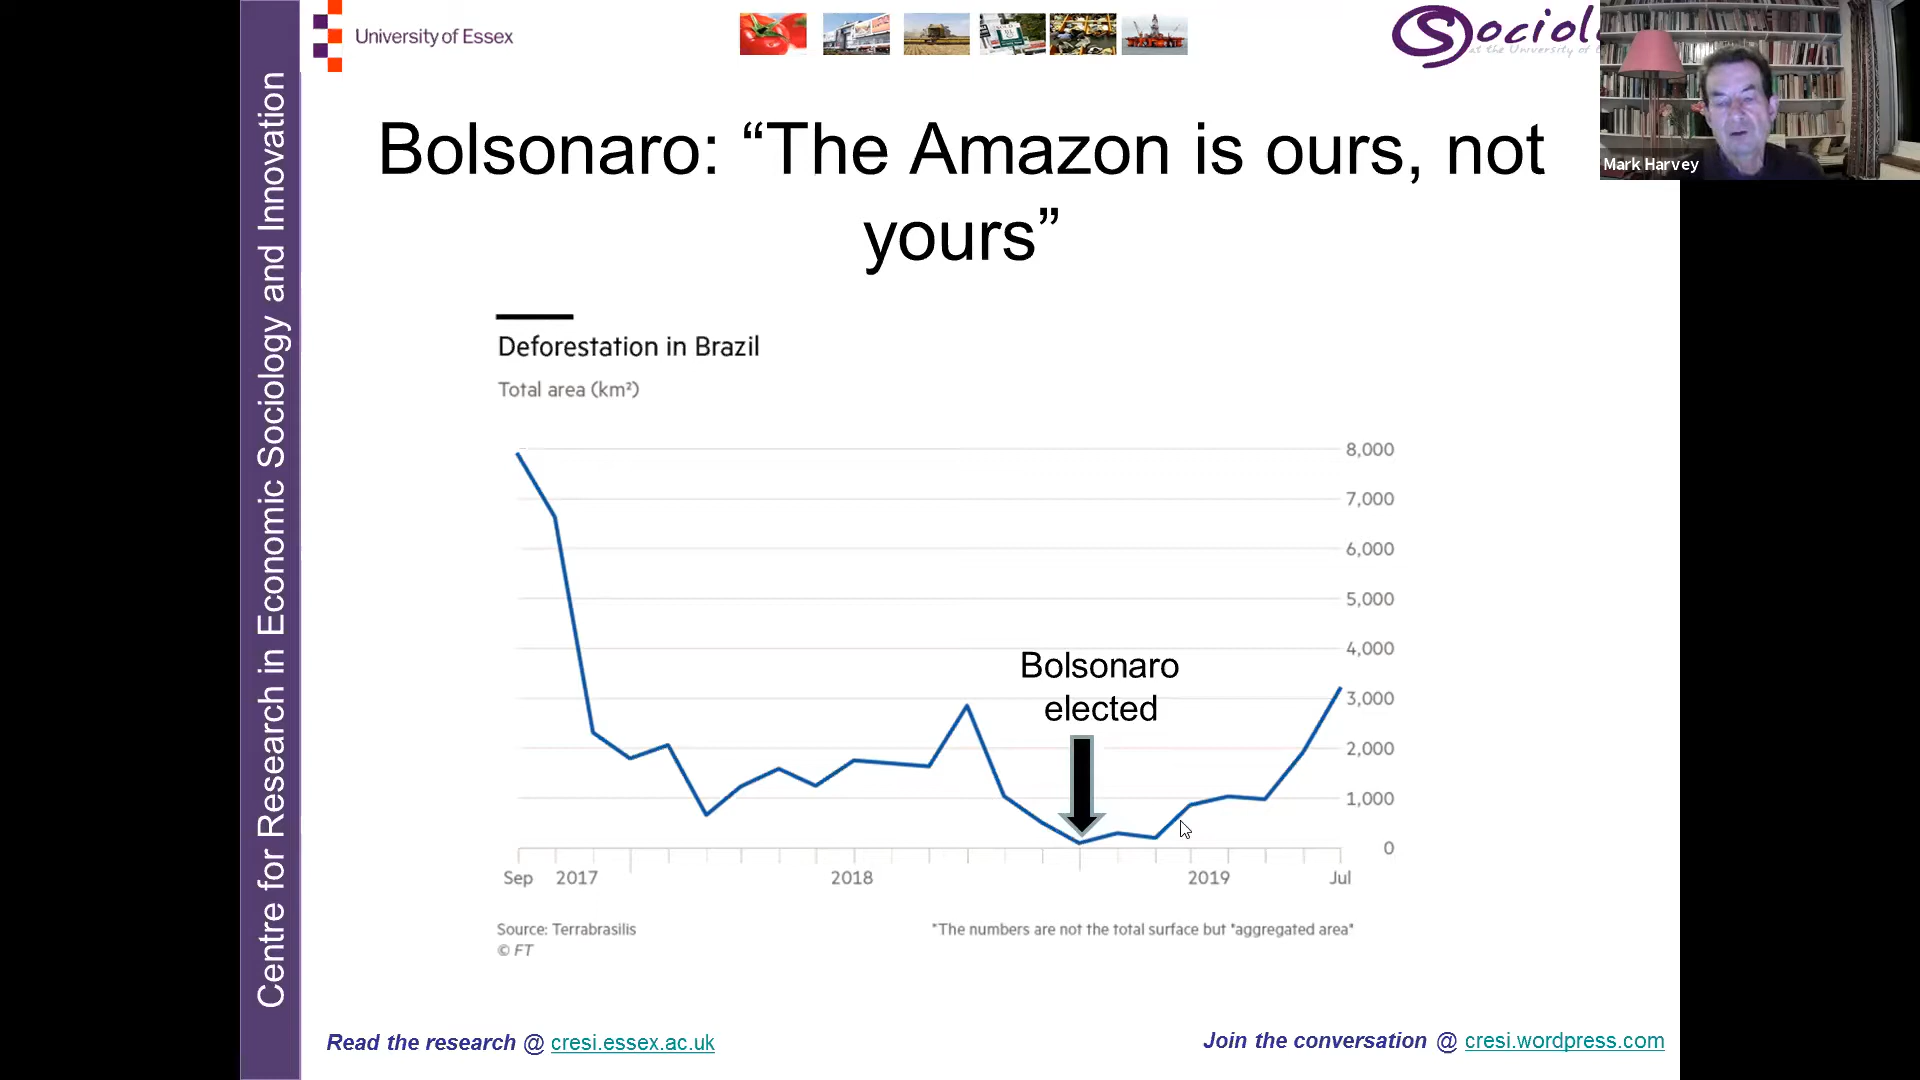 University of Essex
Sociol
at the University of
Mark Harvey
Centre for Research in Economic Sociology and Innovation
Bolsonaro: “The Amazon is ours, not
yours”
Deforestation in Brazil
Total area (km²)
8,000
7,000
6,000
5,000
4,000
3,000
2,000
1,000
0
Bolsonaro
elected
Sep 2017 2018 2019 Jul
Source: Terrabrasilis
"The numbers are not the total surface but "aggregated area"
© FT
Read the research @ cresi.essex.ac.uk
Join the conversation @ cresi.wordpress.com